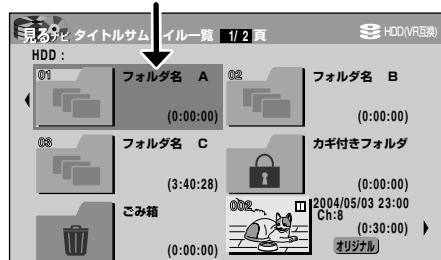 見るナビ タイトルサムネイル一覧 1/2 頁 HDD(VR互換)
HDD :
01 フォルダ名 A (0:00:00)
02 フォルダ名 B (0:00:00)
03 フォルダ名 C (3:40:28)
カギ付きフォルダ (0:00:00)
ごみ箱 (0:00:00)
002 2004/05/03 23:00
Ch:8
(0:30:00)
オリジナル